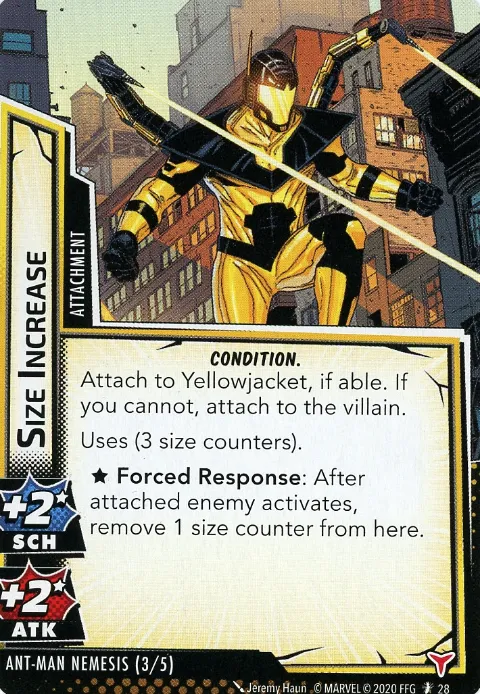 SIZE INCREASE
ATTACHMENT
CONDITION.
Attach to Yellowjacket, if able. If
you cannot, attach to the villain.
Uses (3 size counters).
★ Forced Response: After
attached enemy activates,
remove 1 size counter from here.
+2★
SCH
+2★
ATK
ANT-MAN NEMESIS (3/5)
Jeremy Haun © MARVEL © 2020 FFG 28